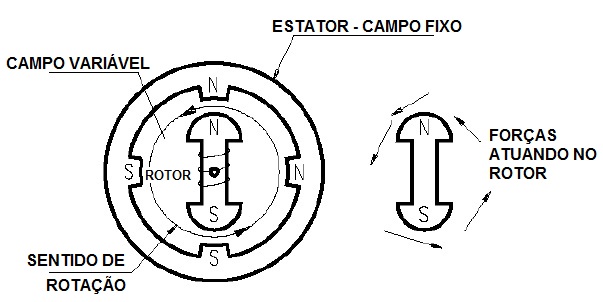 ESTATOR - CAMPO FIXO
CAMPO VARIÁVEL
N
N
S
ROTOR
N
S
S
SENTIDO DE
ROTAÇÃO
N
S
FORÇAS
ATUANDO NO
ROTOR